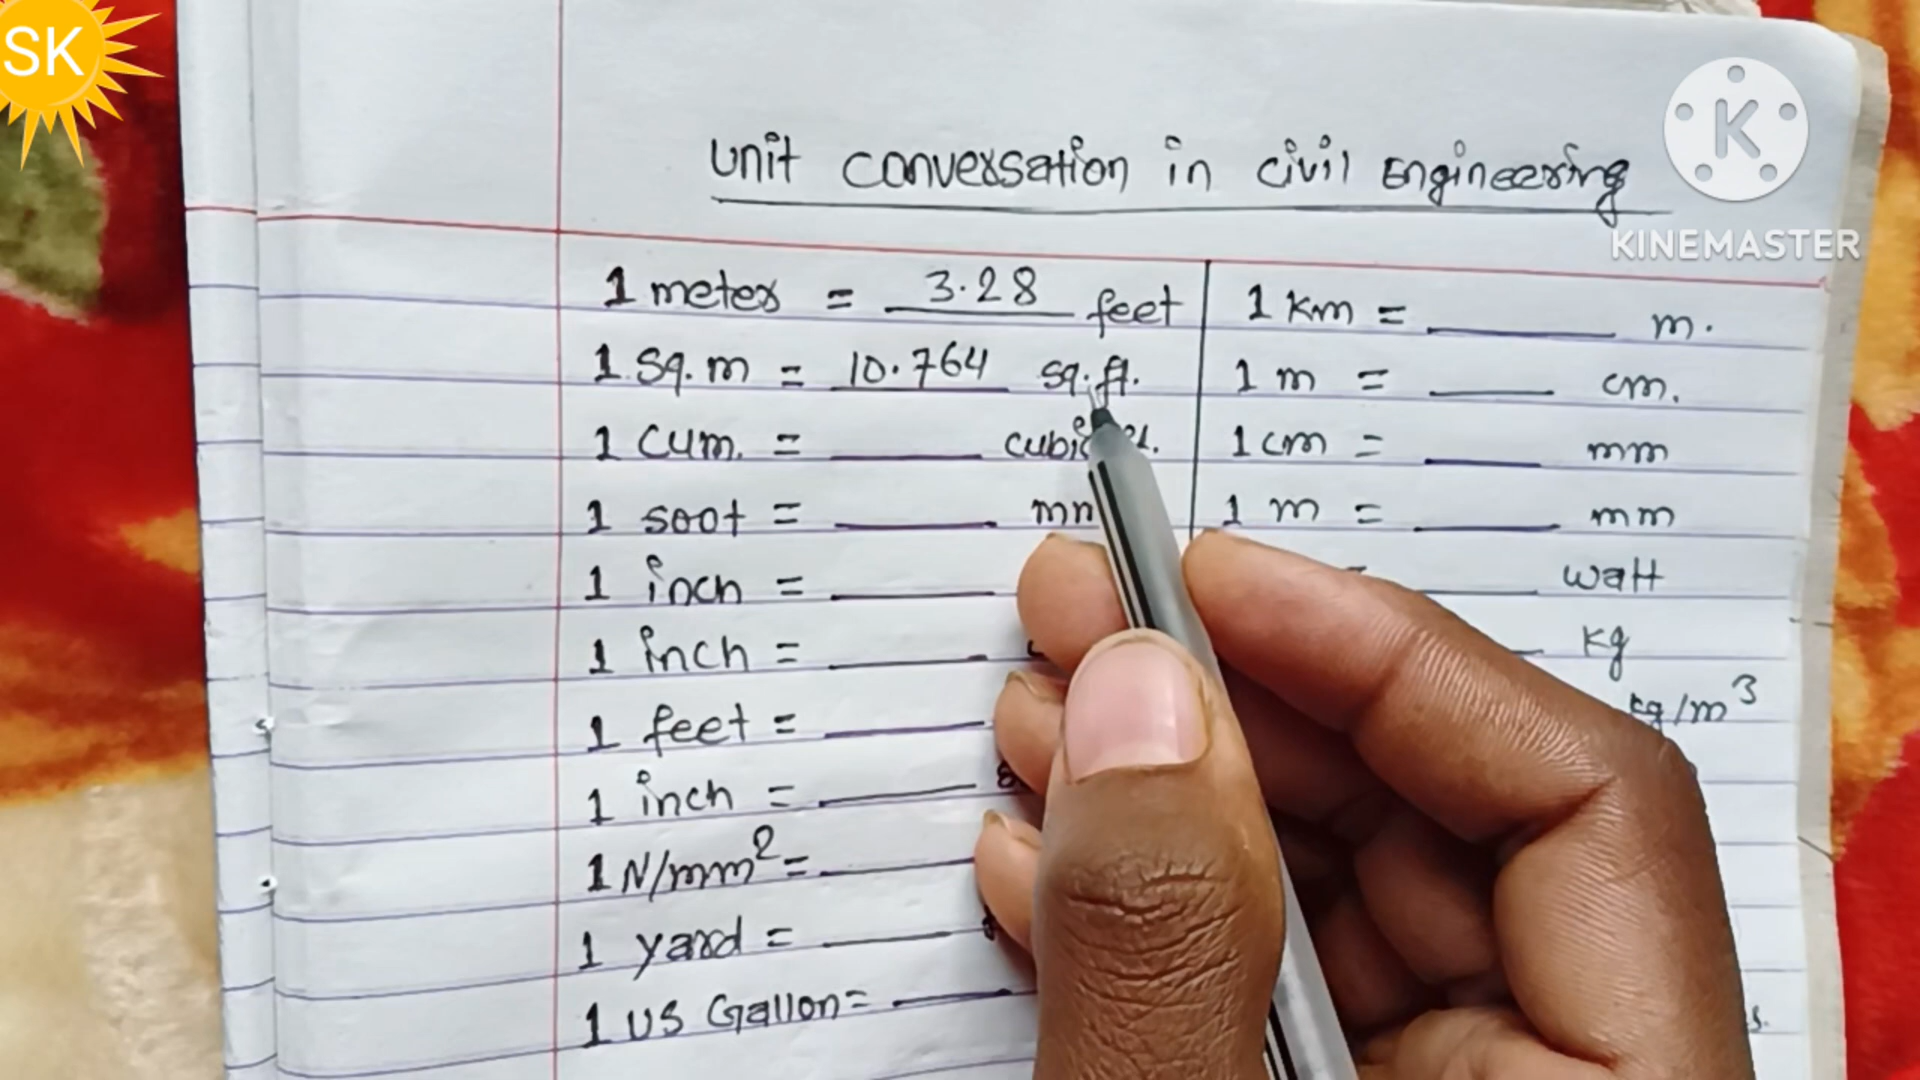 SK
KINEMASTER
Unit conversation in civil Engineering
1 meter = 3.28 feet
1 Sq.m = 10.764 sq.ft.
1 Cum. =
1 soot =
1 inch =
1 inch =
1 feet =
1 inch =
1 N/mm²=
1 yard =
1 US Gallon=
1 Km = m.
1 m = cm.
1 cm = mm
1 m = mm
watt
kg
kg/m³